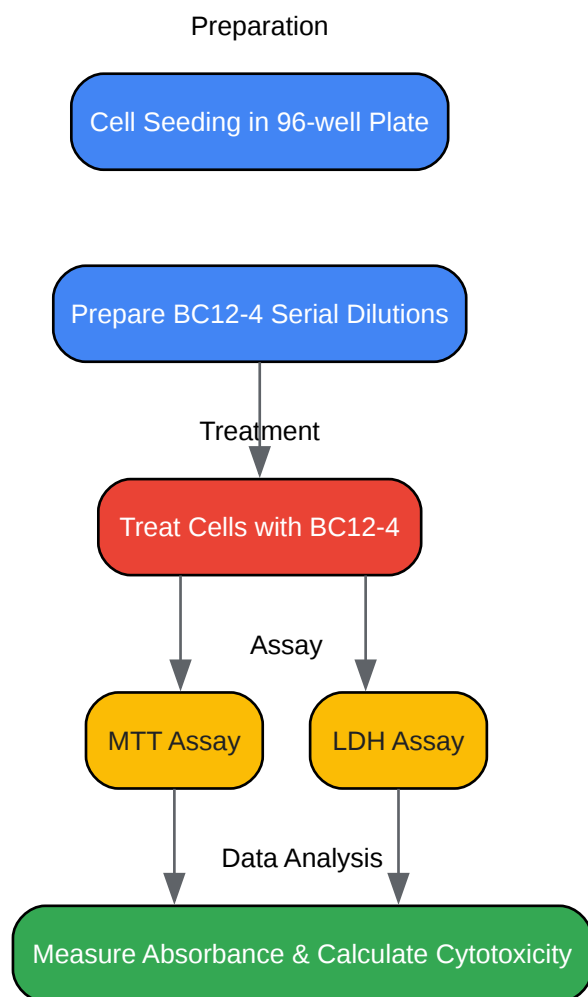 Preparation
Cell Seeding in 96-well Plate
Prepare BC12-4 Serial Dilutions
Treatment
Treat Cells with BC12-4
Assay
MTT Assay
LDH Assay
Data Analysis
Measure Absorbance & Calculate Cytotoxicity